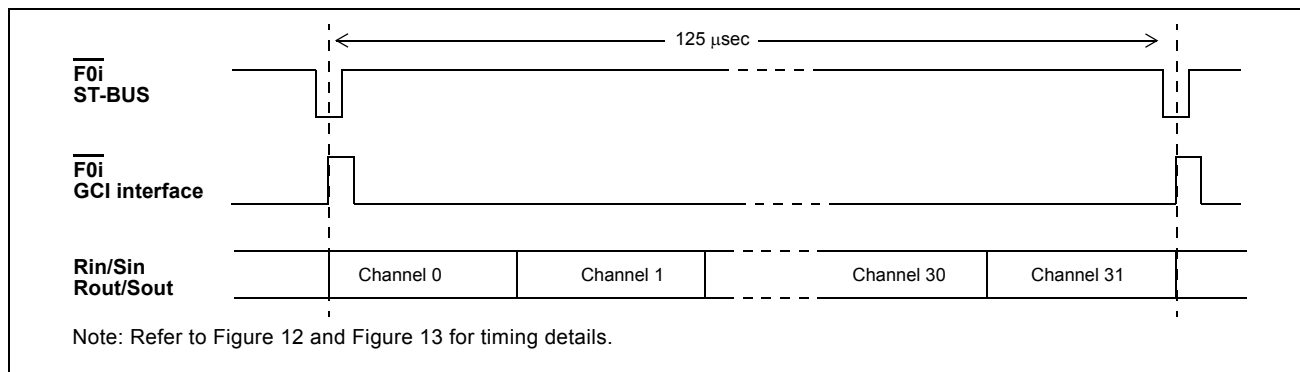 125 μsec
F0i
ST-BUS
F0i
GCI interface
Rin/Sin
Rout/Sout
Channel 0
Channel 1
Channel 30
Channel 31
Note: Refer to Figure 12 and Figure 13 for timing details.